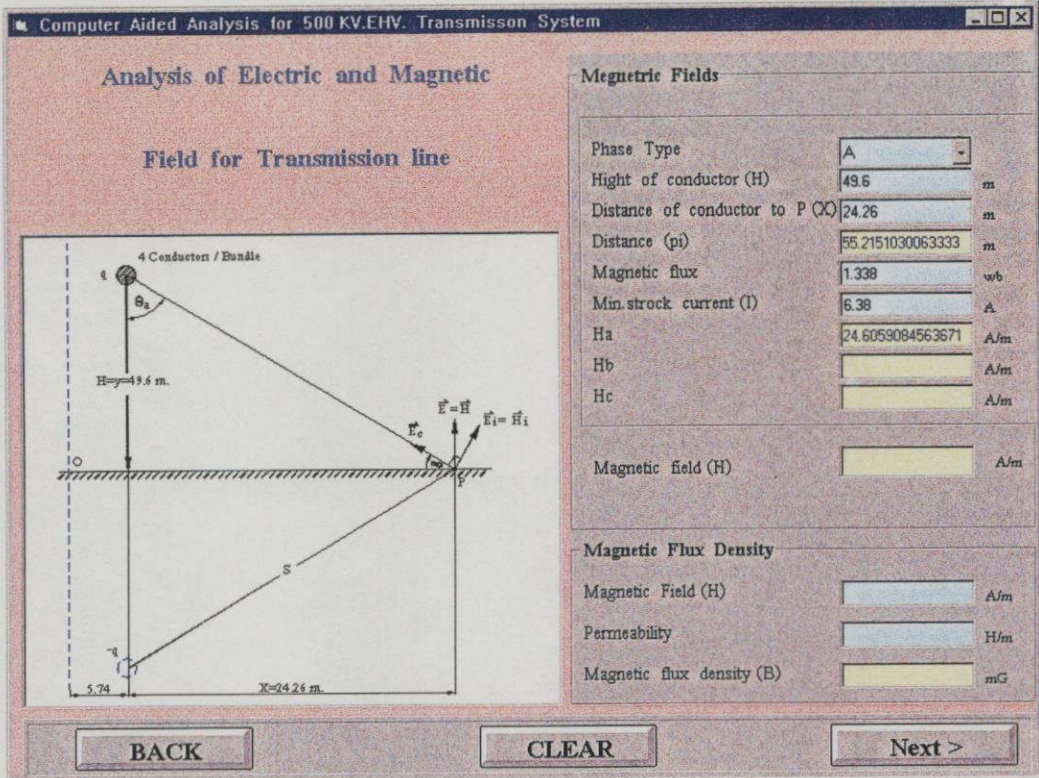 Computer Aided Analysis for 500 KV.EHV. Transmisson System
Analysis of Electric and Magnetic
Field for Transmission line
4 Conductors / Bundle
q
θa
H=y=49.6 m.
E=H
Ei=Hi
Ec
O
P
S
-q
5.74
X=24.26 m.
Megnetric Fields
Phase Type A
Hight of conductor (H) 49.6 m
Distance of conductor to P (X) 24.26 m
Distance (pi) 55.2151030063333 m
Magnetic flux 1.338 wb
Min.strock current (I) 6.38 A
Ha 24.6059084563671 A/m
Hb A/m
Hc A/m
Magnetic field (H) A/m
Magnetic Flux Density
Magnetic Field (H) A/m
Permeability H/m
Magnetic flux density (B) mG
BACK
CLEAR
Next >